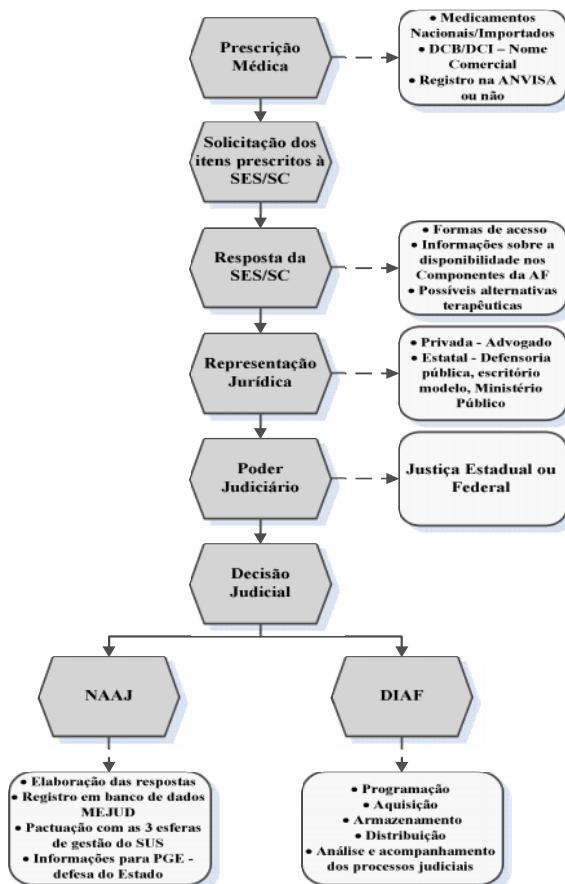 Prescrição
Médica
• Medicamentos
Nacionais/Importados
• DCB/DCI – Nome
Comercial
• Registro na ANVISA
ou não
Solicitação dos
itens prescritos à
SES/SC
Resposta da
SES/SC
• Formas de acesso
• Informações sobre a
disponibilidade nos
Componentes da AF
• Possíveis alternativas
terapêuticas
Representação
Jurídica
• Privada - Advogado
• Estatal - Defensoria
pública, escritório
modelo, Ministério
Público
Poder
Judiciário
Justiça Estadual ou
Federal
Decisão
Judicial
NAAJ
DIAF
• Elaboração das respostas
• Registro em banco de dados
MEJUD
• Pactuação com as 3 esferas
de gestão do SUS
• Informações para PGE -
defesa do Estado
• Programação
• Aquisição
• Armazenamento
• Distribuição
• Análise e acompanhamento
dos processos judiciais